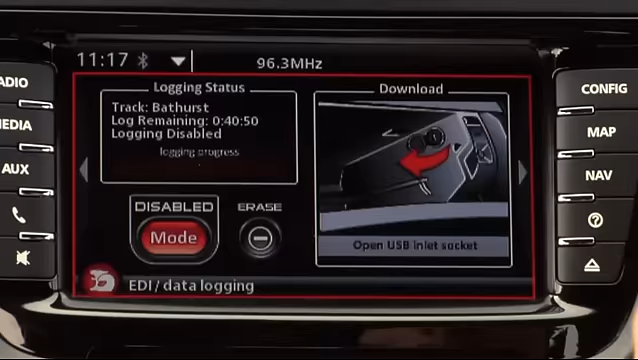 11:17
96.3MHz
ADIO
EDIA
AUX
CONFIG
MAP
NAV
Logging Status
Track: Bathurst
Log Remaining: 0:40:50
Logging Disabled
logging progress
DISABLED
Mode
ERASE
Download
Open USB inlet socket
EDI / data logging